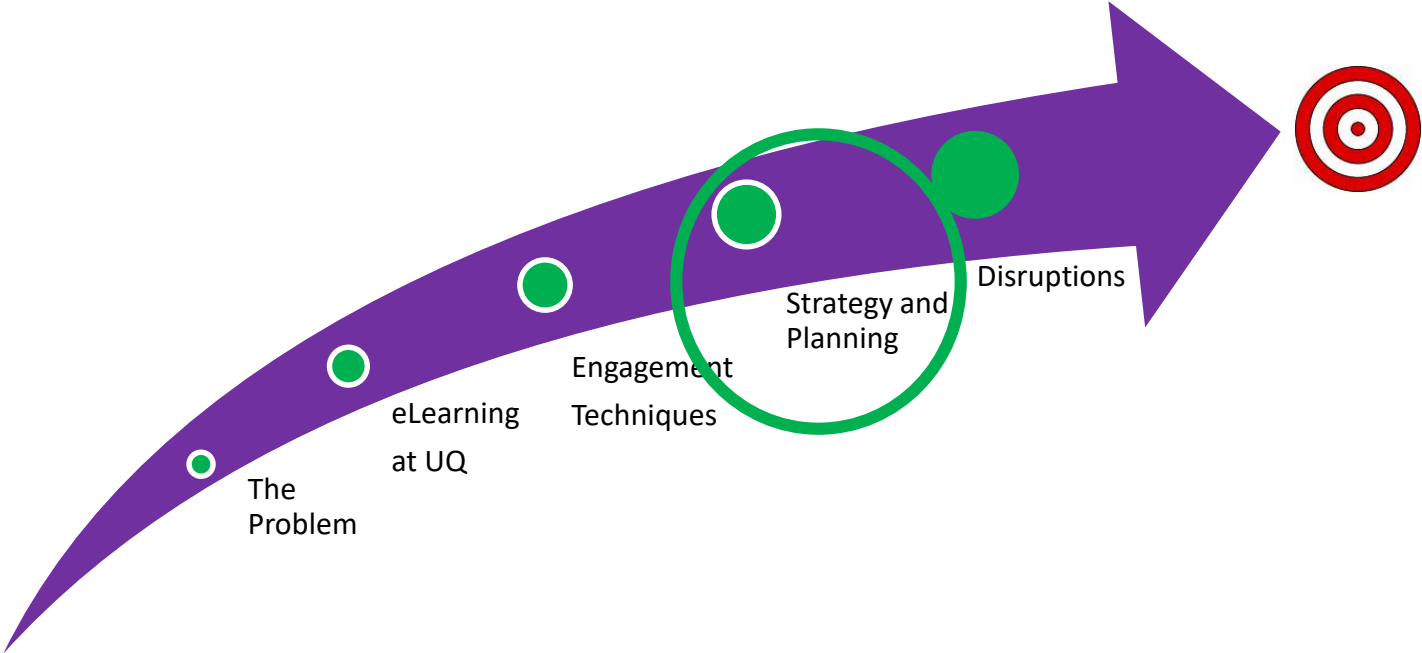 The
Problem
eLearning
at UQ
Engagement
Techniques
Strategy and
Planning
Disruptions